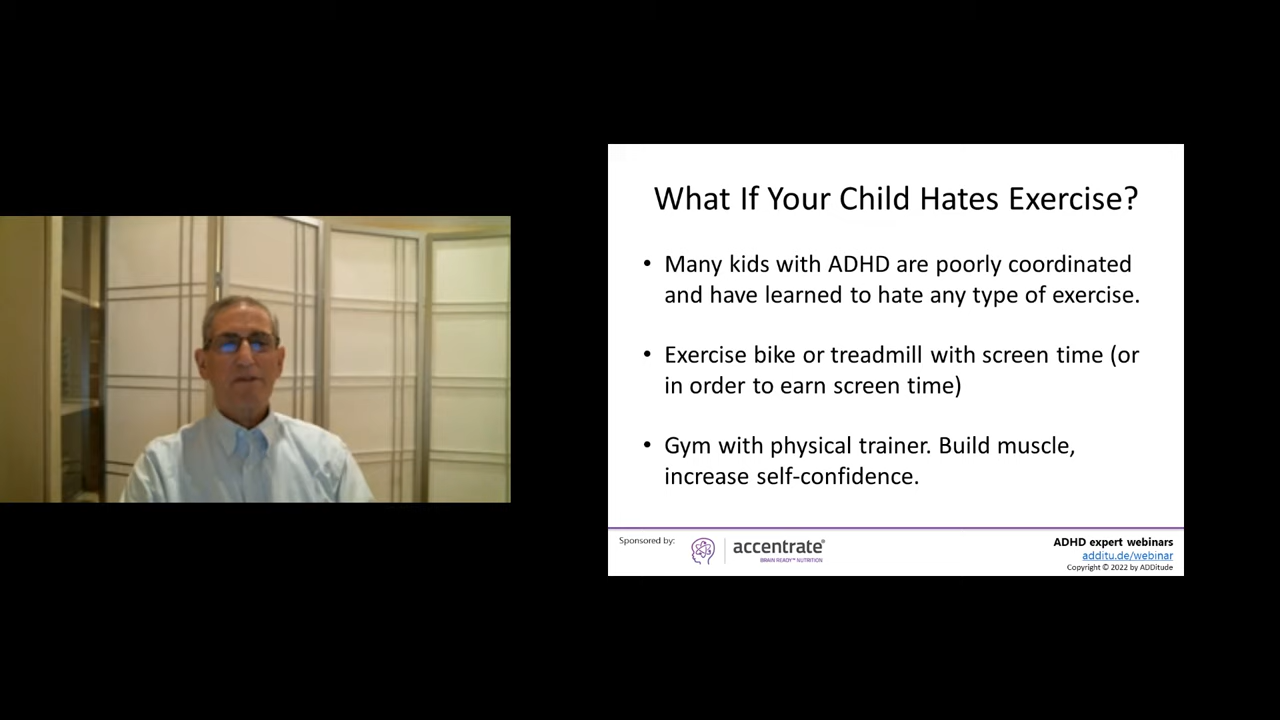 What If Your Child Hates Exercise?
• Many kids with ADHD are poorly coordinated
and have learned to hate any type of exercise.
• Exercise bike or treadmill with screen time (or
in order to earn screen time)
• Gym with physical trainer. Build muscle,
increase self-confidence.
Sponsored by:
accentrate®
BRAIN READY™ NUTRITION
ADHD expert webinars
additu.de/webinar
Copyright © 2022 by ADDitude